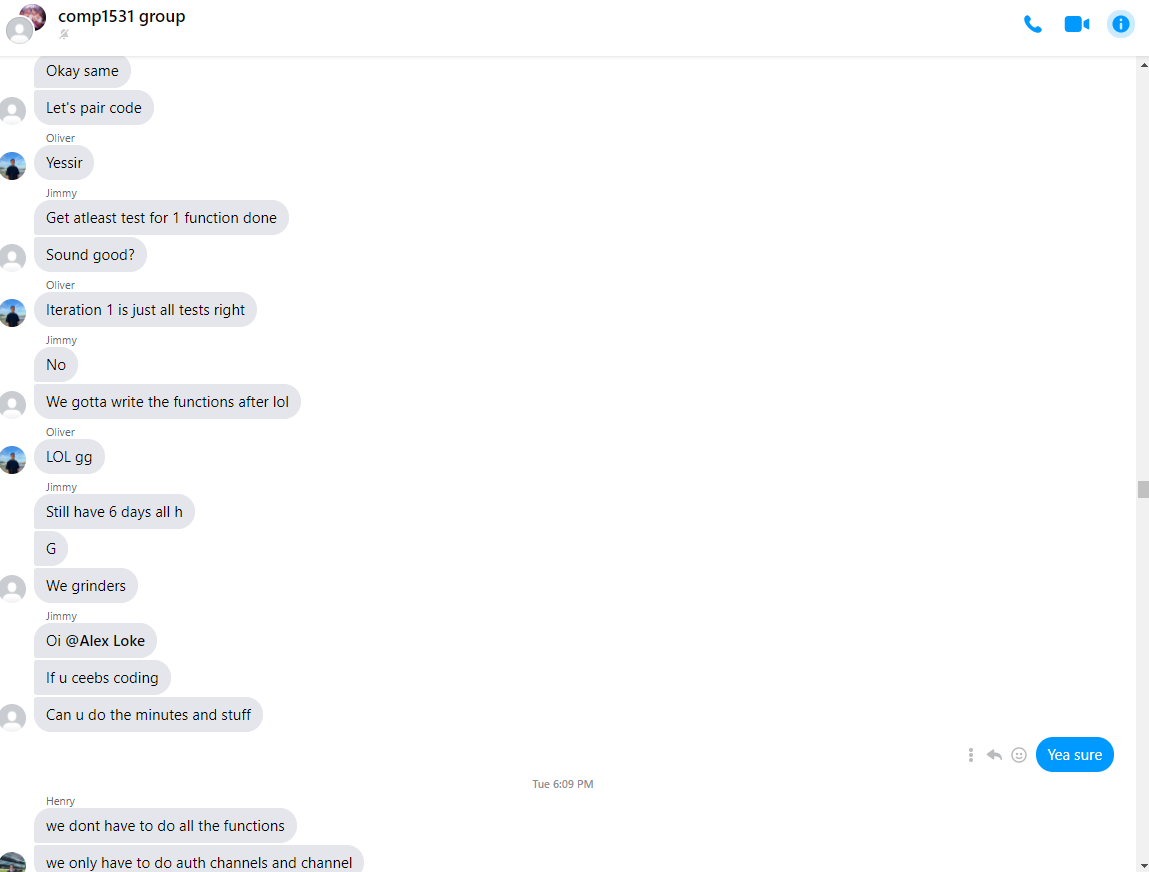 comp1531 group
Okay same
Let's pair code
Oliver
Yessir
Jimmy
Get atleast test for 1 function done
Sound good?
Oliver
Iteration 1 is just all tests right
Jimmy
No
We gotta write the functions after lol
Oliver
LOL gg
Jimmy
Still have 6 days all h
G
We grinders
Jimmy
Oi @Alex Loke
If u ceebs coding
Can u do the minutes and stuff
Yea sure
Tue 6:09 PM
Henry
we dont have to do all the functions
we only have to do auth channels and channel